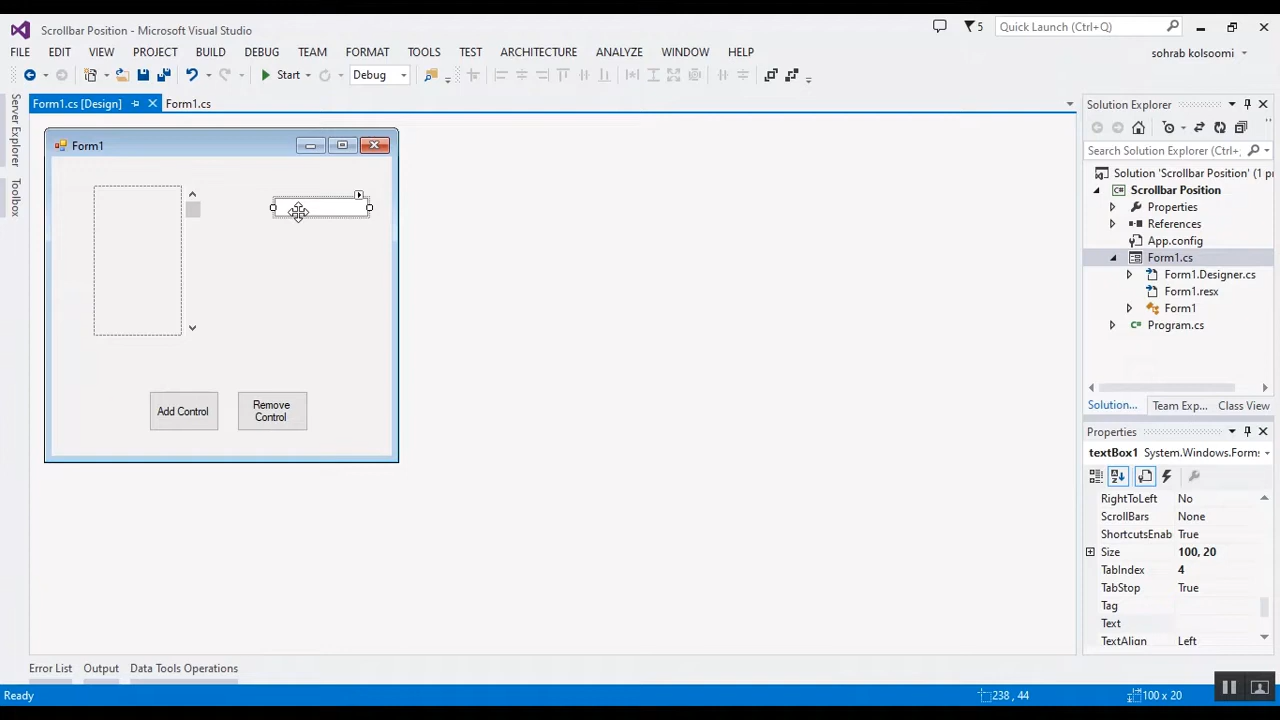 Scrollbar Position - Microsoft Visual Studio
5
Quick Launch (Ctrl+Q)
FILE EDIT VIEW PROJECT BUILD DEBUG TEAM FORMAT TOOLS TEST ARCHITECTURE ANALYZE WINDOW HELP
sohrab kolsoomi
Start Debug
Server Explorer
Toolbox
Form1.cs [Design] Form1.cs
Form1
Add Control
Remove Control
Solution Explorer
Search Solution Explorer (Ctrl+;
Solution 'Scrollbar Position' (1 pr
Scrollbar Position
Properties
References
App.config
Form1.cs
Form1.Designer.cs
Form1.resx
Form1
Program.cs
Solution... Team Exp... Class View
Properties
textBox1 System.Windows.Forms
RightToLeft No
ScrollBars None
ShortcutsEnab True
Size 100, 20
TabIndex 4
TabStop True
Tag
Text
TextAlign Left
Error List Output Data Tools Operations
Ready 238, 44 100 x 20